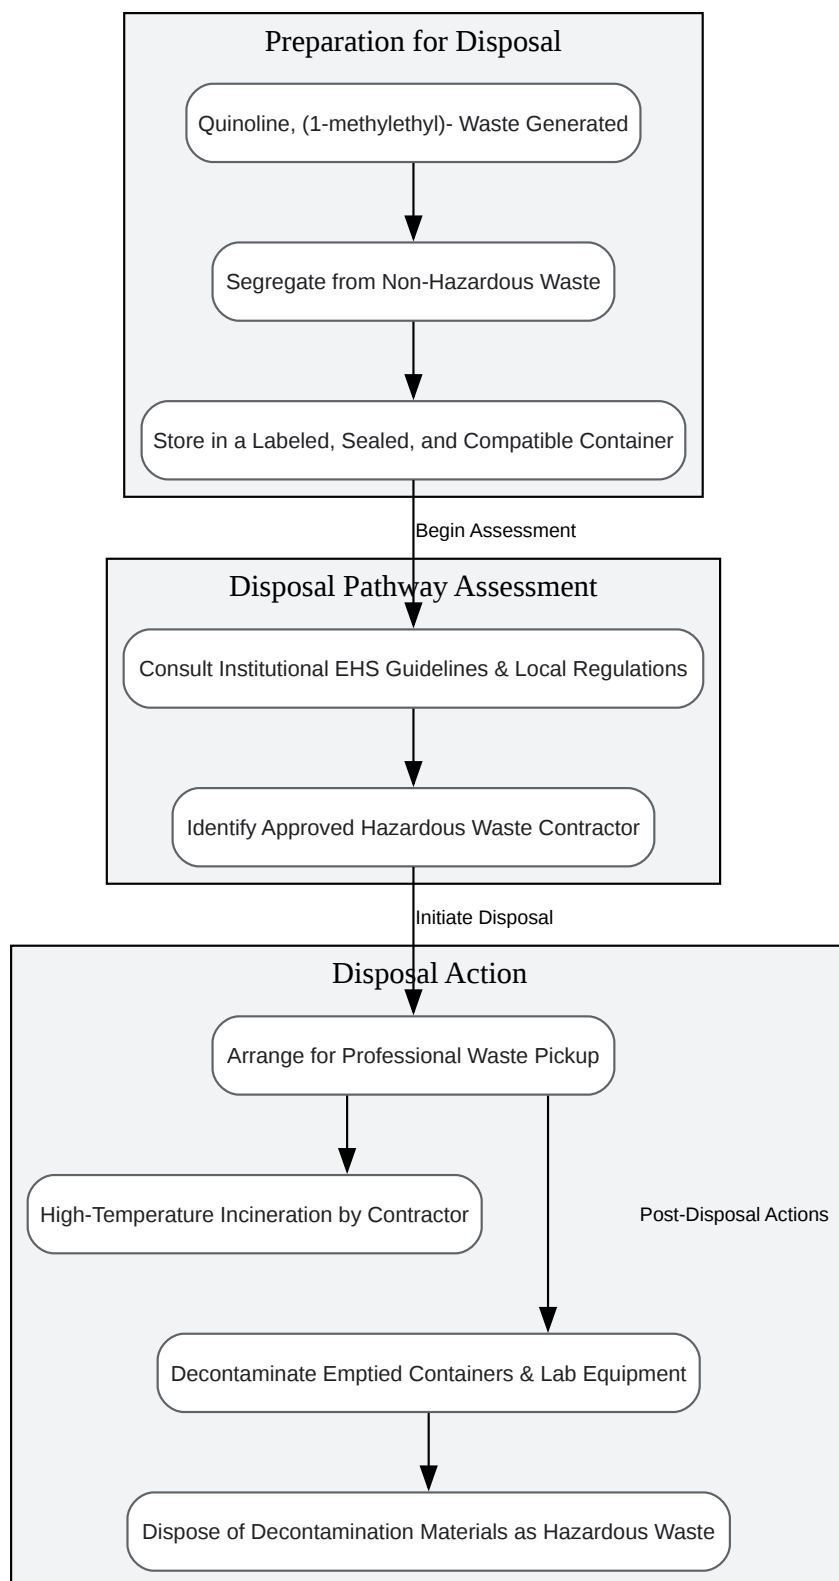 Preparation for Disposal
Quinoline, (1-methylethyl)- Waste Generated
Segregate from Non-Hazardous Waste
Store in a Labeled, Sealed, and Compatible Container
Begin Assessment
Disposal Pathway Assessment
Consult Institutional EHS Guidelines & Local Regulations
Identify Approved Hazardous Waste Contractor
Initiate Disposal
Disposal Action
Arrange for Professional Waste Pickup
High-Temperature Incineration by Contractor
Post-Disposal Actions
Decontaminate Emptied Containers & Lab Equipment
Dispose of Decontamination Materials as Hazardous Waste